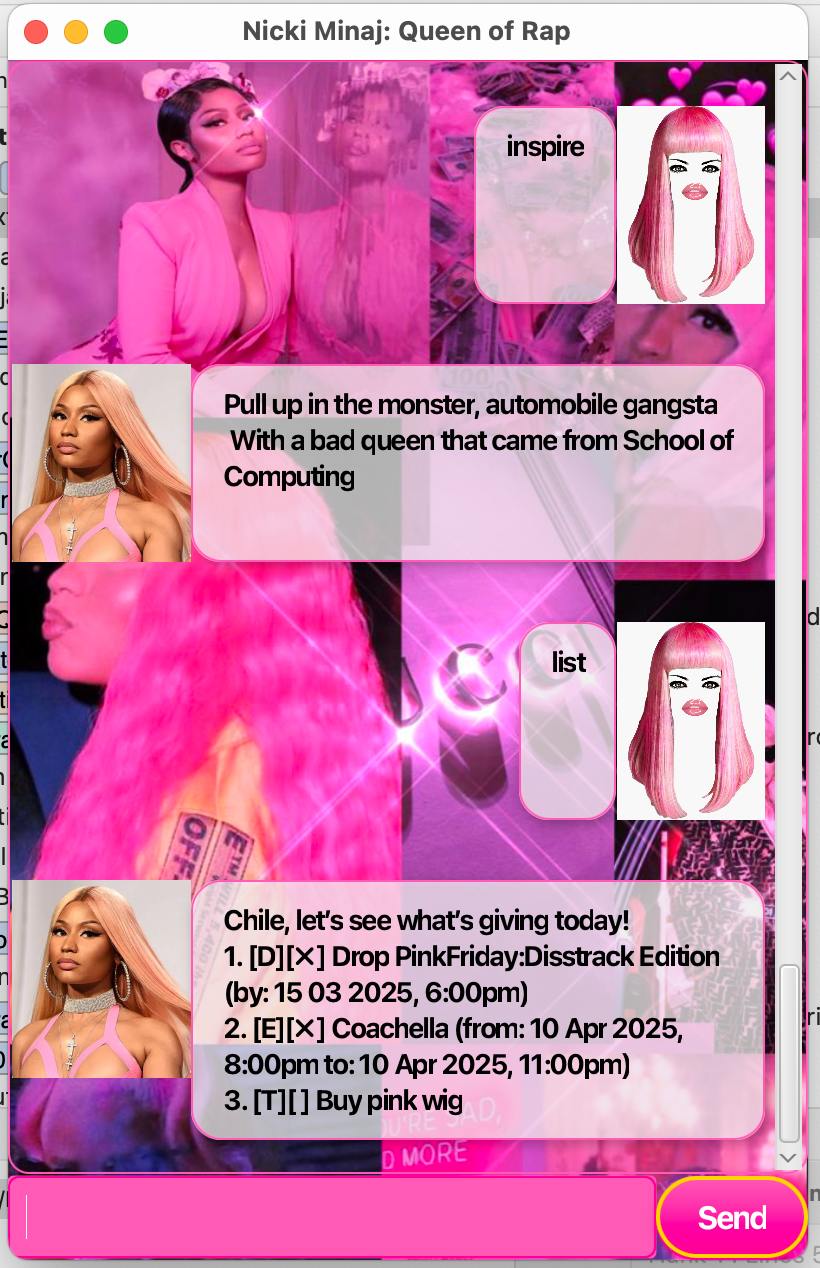 Nicki Minaj: Queen of Rap
inspire
Pull up in the monster, automobile gangsta
With a bad queen that came from School of
Computing
list
Chile, let's see what's giving today!
1. [D][✕] Drop PinkFriday:Disstrack Edition
(by: 15 03 2025, 6:00pm)
2. [E][✕] Coachella (from: 10 Apr 2025,
8:00pm to: 10 Apr 2025, 11:00pm)
3. [T][ ] Buy pink wig
D MORE
Send